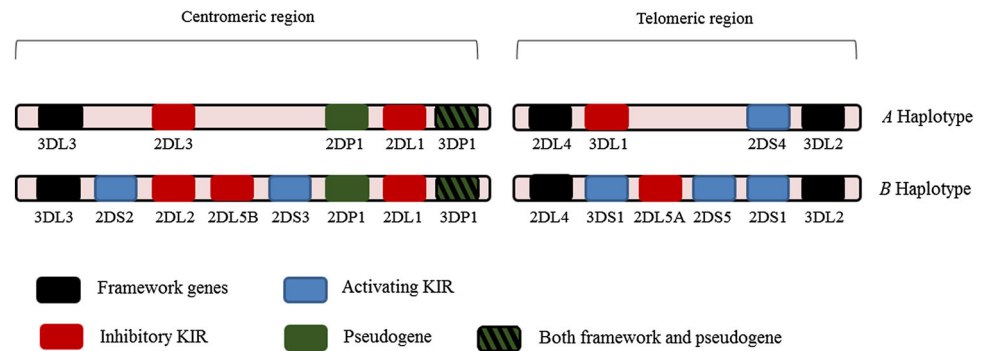 Centromeric region
Telomeric region
A Haplotype
3DL3 2DL3 2DP1 2DL1 3DP1 2DL4 3DL1 2DS4 3DL2
B Haplotype
3DL3 2DS2 2DL2 2DL5B 2DS3 2DP1 2DL1 3DP1 2DL4 3DS1 2DL5A 2DS5 2DS1 3DL2
Framework genes
Activating KIR
Inhibitory KIR
Pseudogene
Both framework and pseudogene